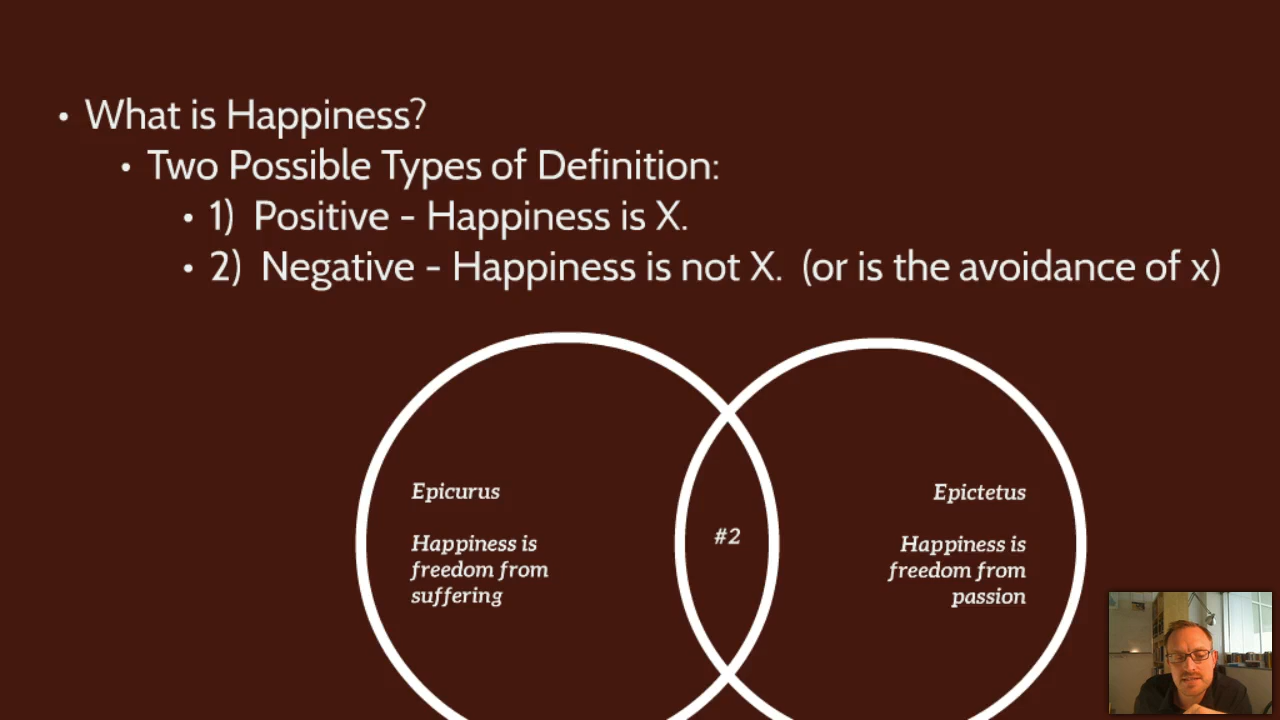 • What is Happiness?
• Two Possible Types of Definition:
• 1) Positive - Happiness is X.
• 2) Negative - Happiness is not X. (or is the avoidance of x)
Epicurus
Happiness is
freedom from
suffering
#2
Epictetus
Happiness is
freedom from
passion